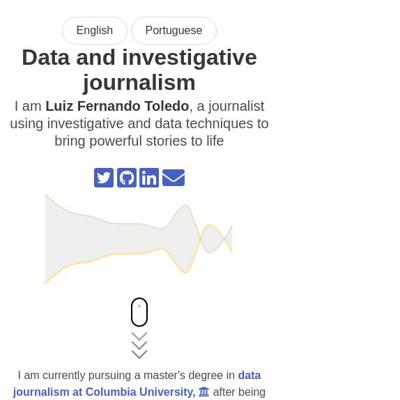 English Portuguese
Data and investigative
journalism
I am Luiz Fernando Toledo, a journalist
using investigative and data techniques to
bring powerful stories to life
I am currently pursuing a master's degree in data
journalism at Columbia University, after being